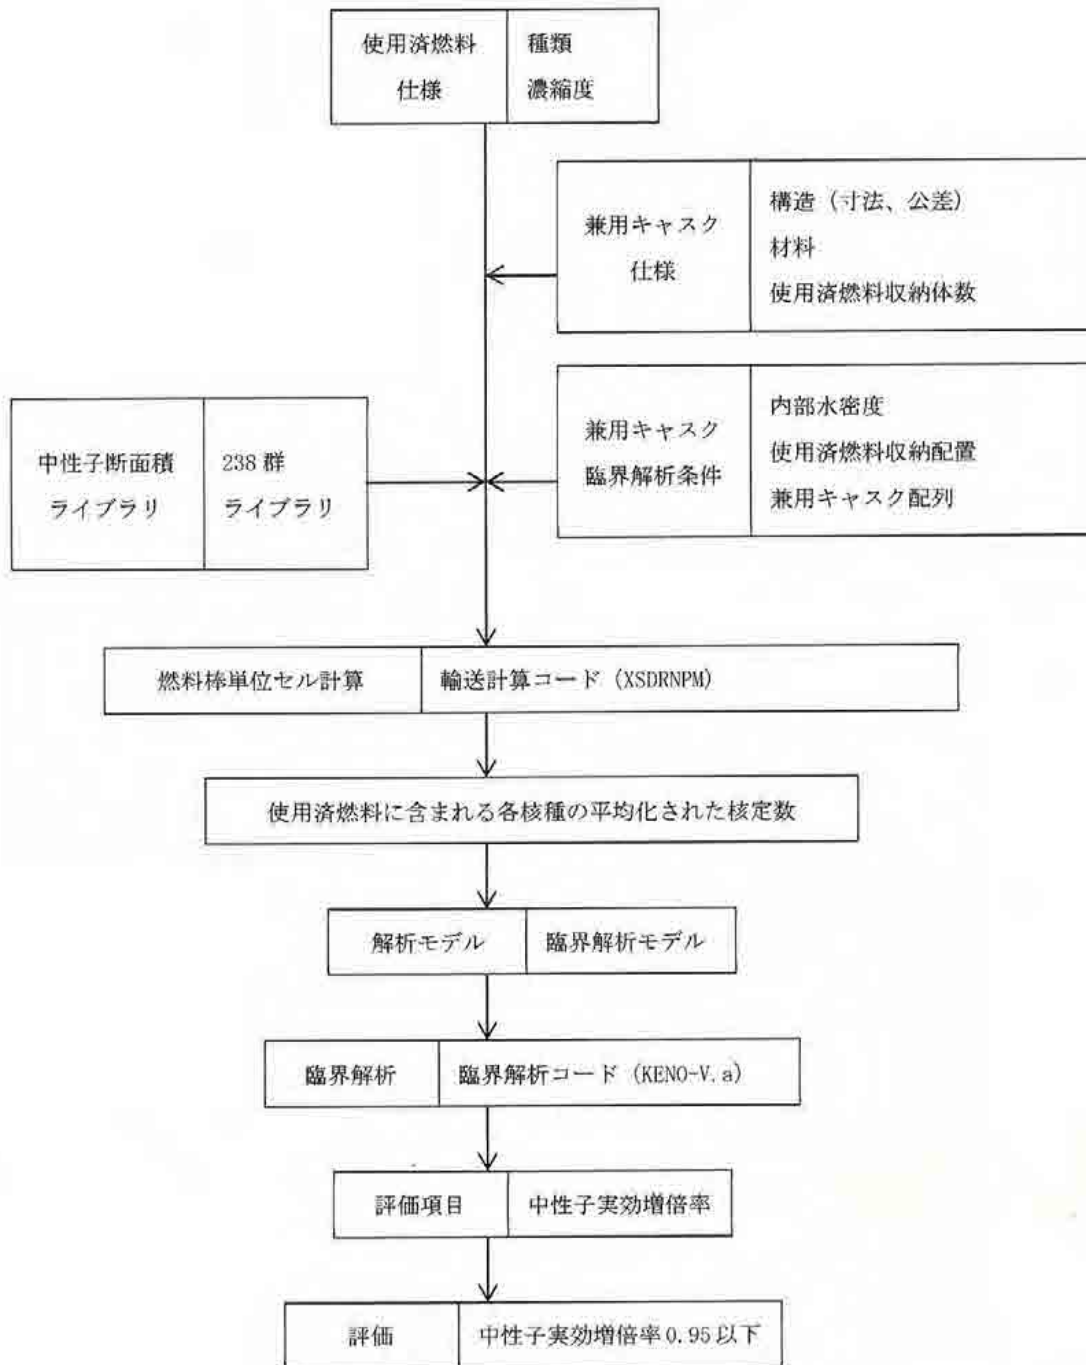 使用済燃料
仕様
種類
濃縮度
兼用キャスク
仕様
構造(寸法、公差)
材料
使用済燃料収納体数
中性子断面積
ライブラリ
238群
ライブラリ
兼用キャスク
臨界解析条件
内部水密度
使用済燃料収納配置
兼用キャスク配列
燃料棒単位セル計算
輸送計算コード(XSDRNPM)
使用済燃料に含まれる各核種の平均化された核定数
解析モデル
臨界解析モデル
臨界解析
臨界解析コード(KENO-V.a)
評価項目
中性子実効増倍率
評価
中性子実効増倍率0.95以下